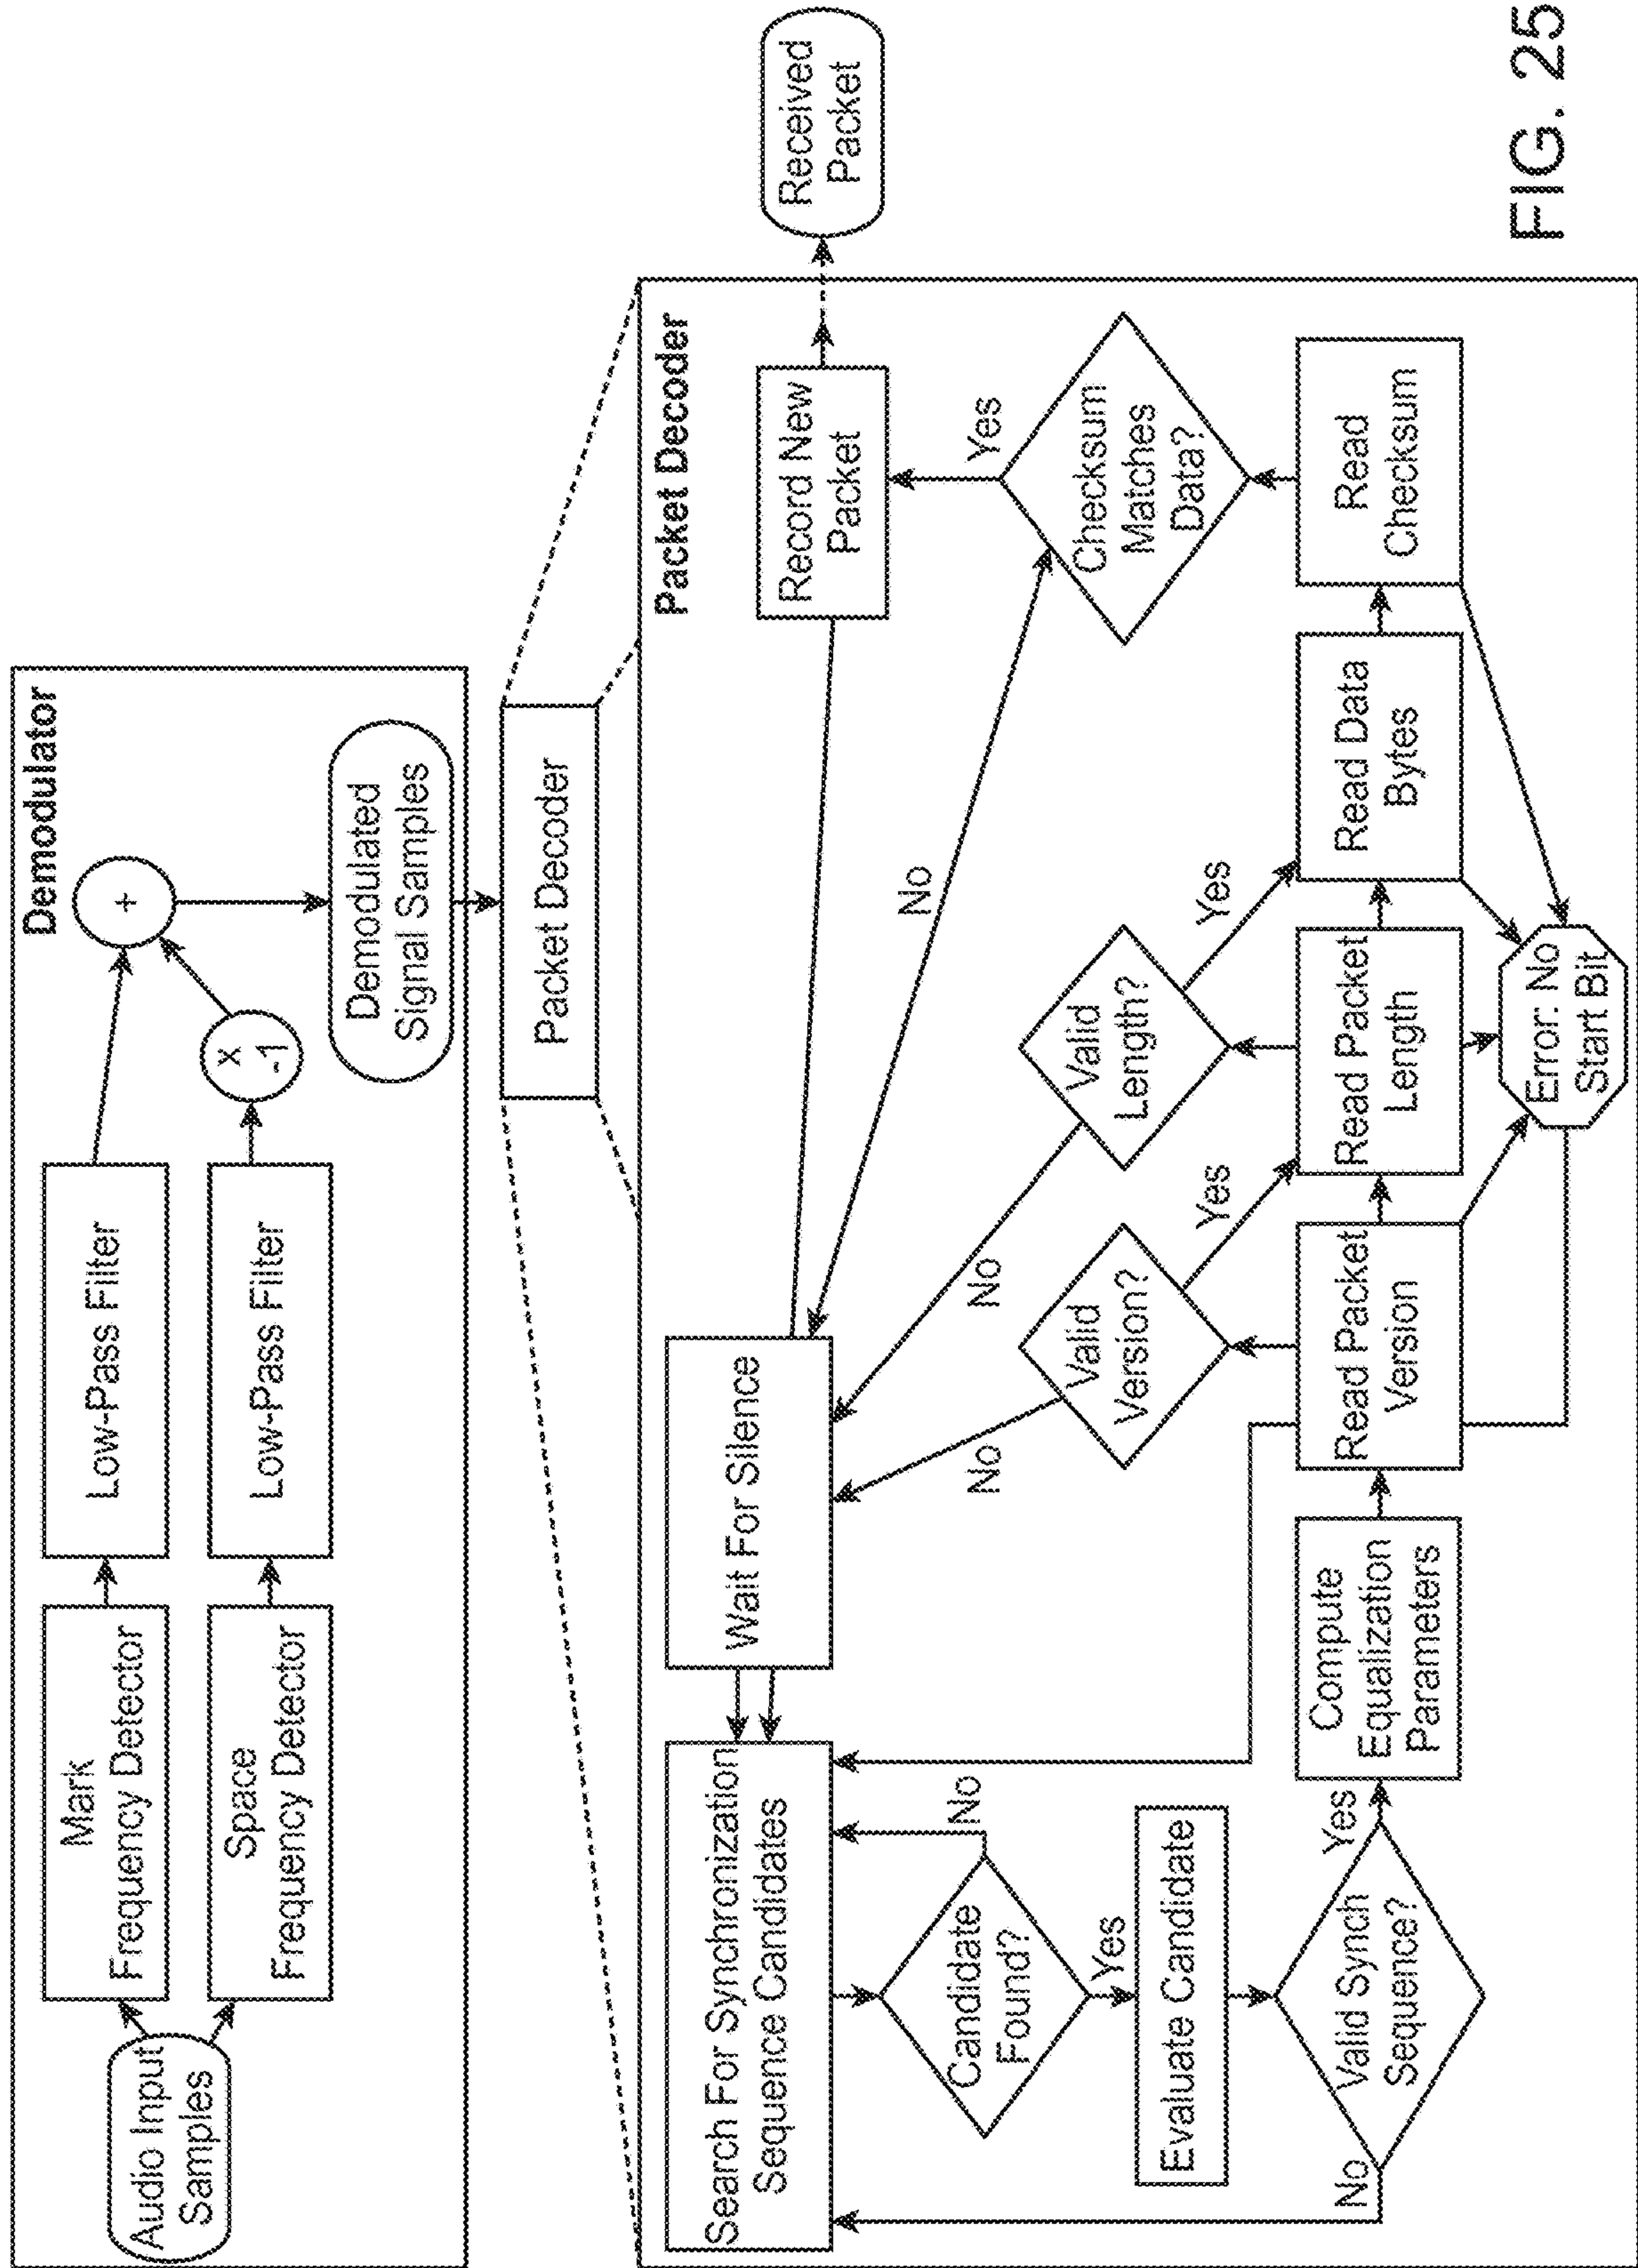 Demodulator
Audio Input
Samples
Mark
Frequency Detector
Low-Pass Filter
+
Space
Frequency Detector
Low-Pass Filter
x
-1
Demodulated
Signal Samples
Packet Decoder
Packet Decoder
Search For Synchronization
Sequence Candidates
Wait For Silence
Record New
Packet
Received
Packet
Candidate
Found?
No
Yes
Evaluate Candidate
Valid Synch
Sequence?
No
Yes
Compute
Equalization
Parameters
Read Packet
Version
Valid
Version?
No
Yes
Read Packet
Length
Valid
Length?
No
Yes
Read Data
Bytes
Read
Checksum
Checksum
Matches
Data?
No
Yes
Error: No
Start Bit
FIG. 25